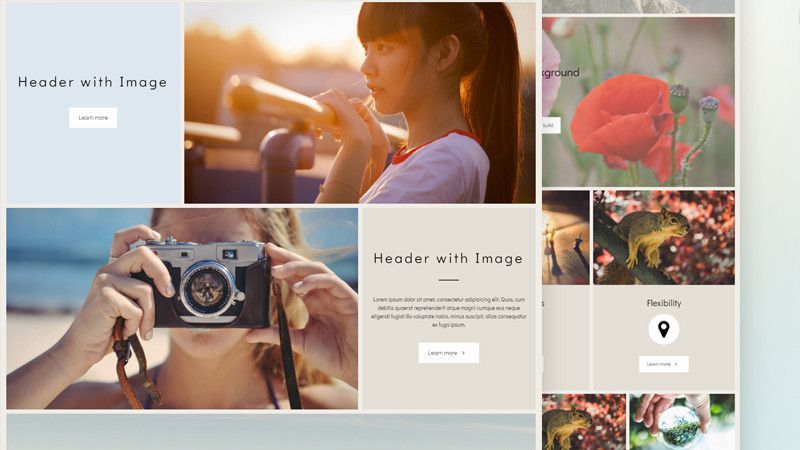 Header with Image
Learn more
Header with Image
Lorem ipsum dolor sit amet, consectetur adipisicing elit. Quos, cum
debitis quaerat reprehenderit atque magni cumque eos neque
eligendi fugiat illo voluptate nobis, minus suscipit, alias consequatur
ex fuga ipsum.
Learn more
kground
build
s
Flexibility
Learn more